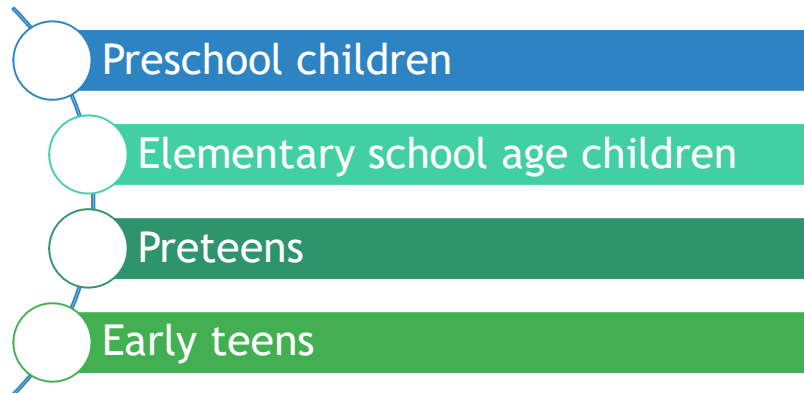 Preschool children
Elementary school age children
Preteens
Early teens